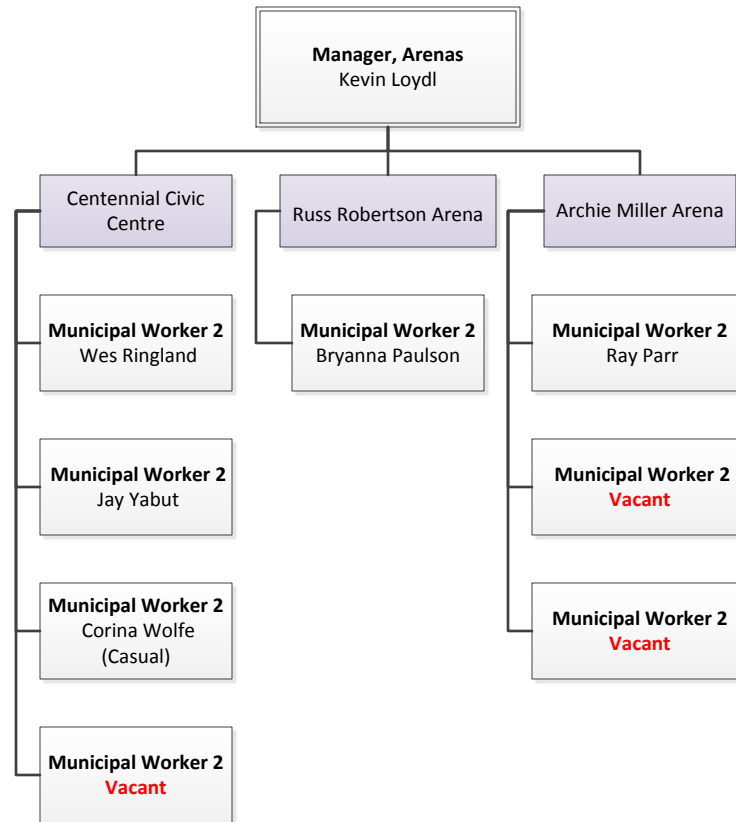 Manager, Arenas
Kevin Loydl
Centennial Civic
Centre
Russ Robertson Arena
Archie Miller Arena
Municipal Worker 2
Wes Ringland
Municipal Worker 2
Bryanna Paulson
Municipal Worker 2
Ray Parr
Municipal Worker 2
Jay Yabut
Municipal Worker 2
Vacant
Municipal Worker 2
Corina Wolfe
(Casual)
Municipal Worker 2
Vacant
Municipal Worker 2
Vacant